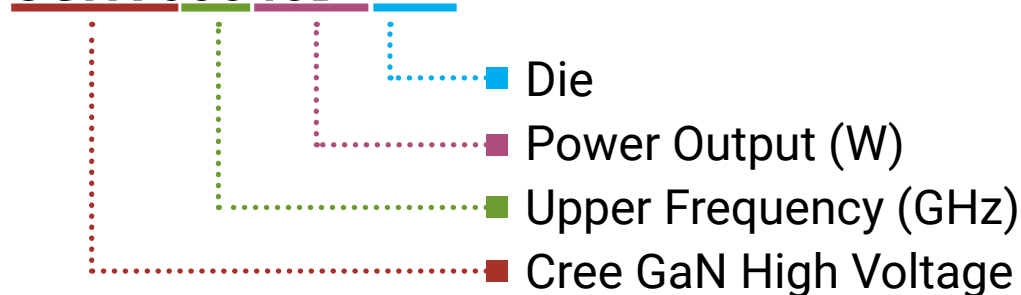 Die
Power Output (W)
Upper Frequency (GHz)
Cree GaN High Voltage